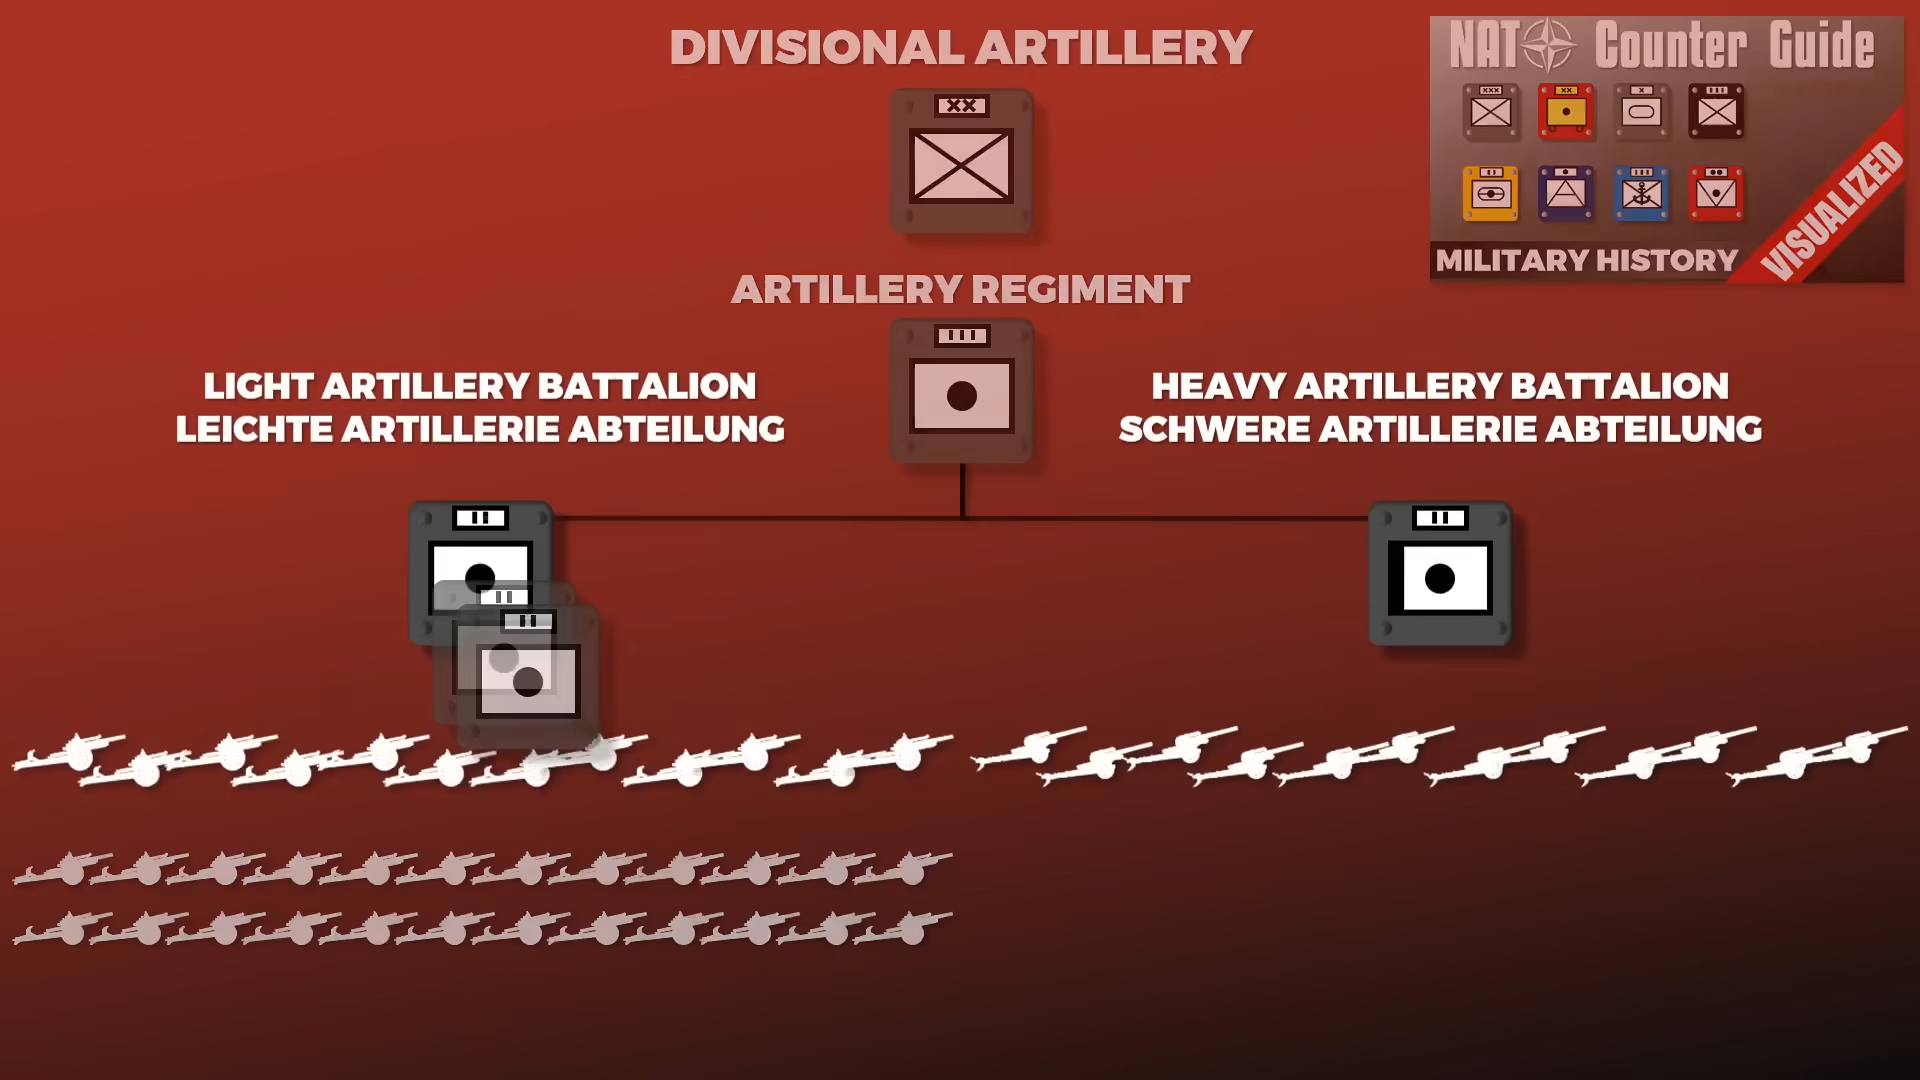 DIVISIONAL ARTILLERY
NATO Counter Guide
MILITARY HISTORY
VISUALIZED
ARTILLERY REGIMENT
LIGHT ARTILLERY BATTALION
LEICHTE ARTILLERIE ABTEILUNG
HEAVY ARTILLERY BATTALION
SCHWERE ARTILLERIE ABTEILUNG